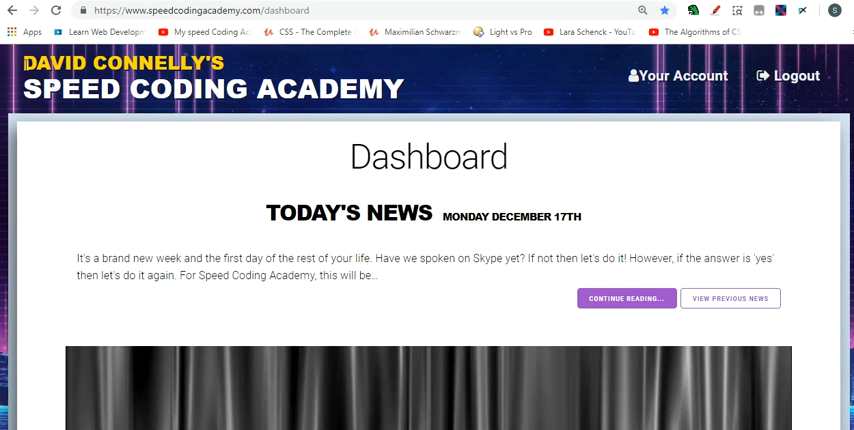 https://www.speedcodingacademy.com/dashboard
S
Apps Learn Web Developm My speed Coding Ac CSS - The Complete Maximilian Schwarzm Light vs Pro Lara Schenck - YouTu The Algorithms of CS
DAVID CONNELLY'S
SPEED CODING ACADEMY
Your Account Logout
Dashboard
TODAY'S NEWS MONDAY DECEMBER 17TH
It's a brand new week and the first day of the rest of your life. Have we spoken on Skype yet? If not then let's do it! However, if the answer is 'yes'
then let's do it again. For Speed Coding Academy, this will be...
CONTINUE READING... VIEW PREVIOUS NEWS